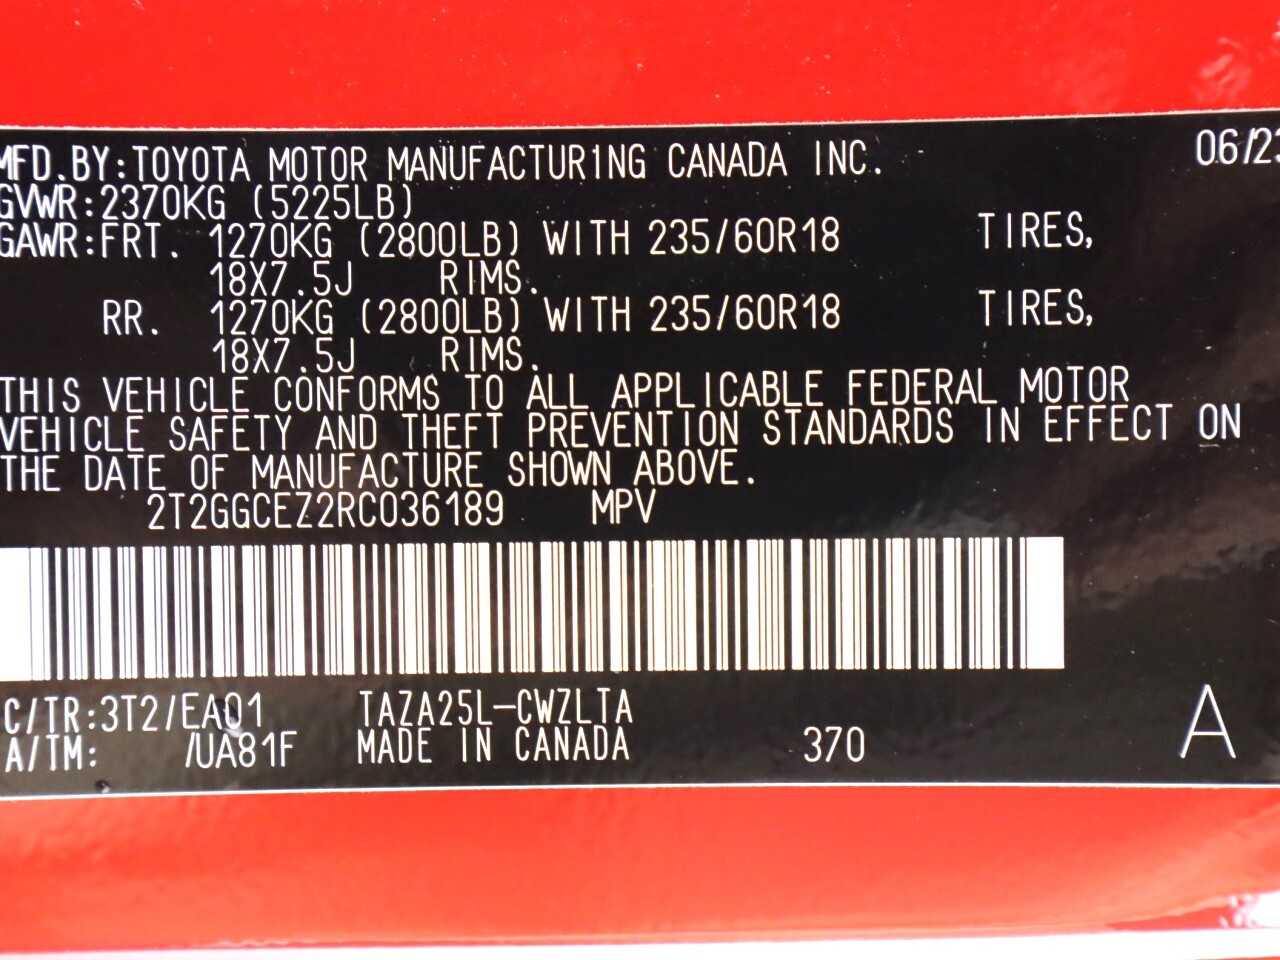 MFD.BY:TOYOTA MOTOR MANUFACTUR1NG CANADA INC. 06/23
GVWR:2370KG (5225LB)
GAWR:FRT. 1270KG (2800LB) WITH 235/60R18 TIRES,
18X7.5J RIMS.
RR. 1270KG (2800LB) WITH 235/60R18 TIRES,
18X7.5J RIMS.
THIS VEHICLE CONFORMS TO ALL APPLICABLE FEDERAL MOTOR
VEHICLE SAFETY AND THEFT PREVENTION STANDARDS IN EFFECT ON
THE DATE OF MANUFACTURE SHOWN ABOVE.
2T2GGCEZ2RC036189 MPV
C/TR:3T2/EA01 TAZA25L-CWZLTA
A/TM: /UA81F MADE IN CANADA 370 A